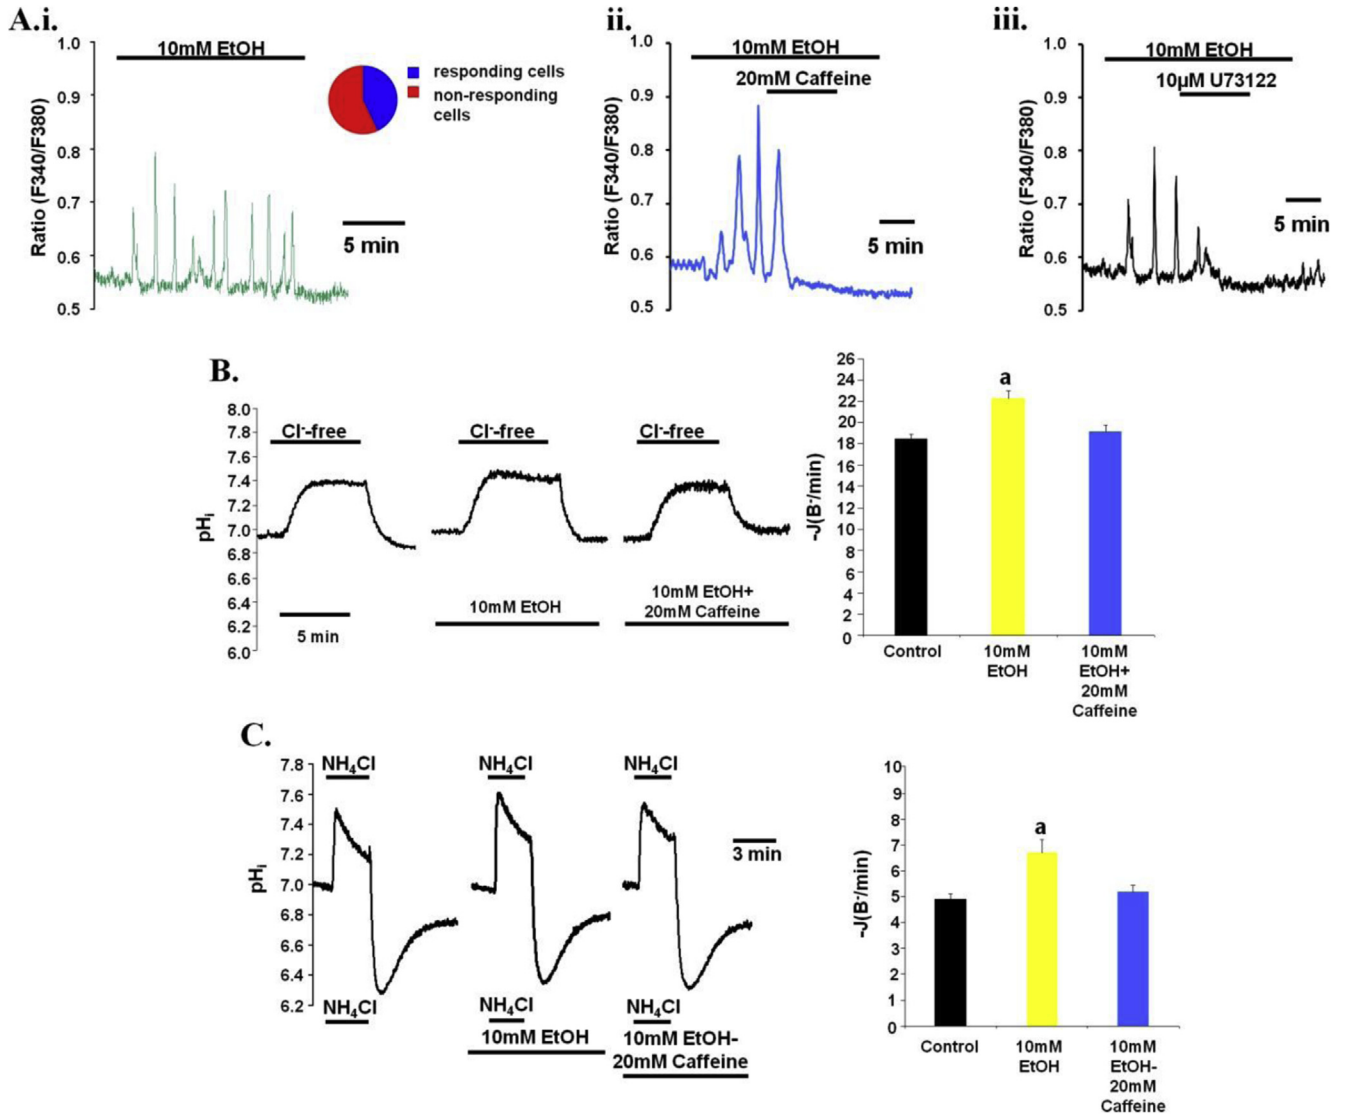 A.i.
10mM EtOH
responding cells
non-responding
cells
Ratio (F340/F380)
1.0
0.9
0.8
0.7
0.6
0.5
5 min
ii.
10mM EtOH
20mM Caffeine
Ratio (F340/F380)
1.0
0.9
0.8
0.7
0.6
0.5
5 min
iii.
10mM EtOH
10µM U73122
Ratio (F340/F380)
1.0
0.9
0.8
0.7
0.6
0.5
5 min
B.
pHi
8.0
7.8
7.6
7.4
7.2
7.0
6.8
6.6
6.4
6.2
6.0
Cl⁻-free
Cl⁻-free
Cl⁻-free
5 min
10mM EtOH
10mM EtOH+
20mM Caffeine
-J(B⁻/min)
26
24
22
20
18
16
14
12
10
8
6
4
2
0
a
Control
10mM
EtOH
10mM
EtOH+
20mM
Caffeine
C.
pHi
7.8
7.6
7.4
7.2
7.0
6.8
6.6
6.4
6.2
NH₄Cl
NH₄Cl
NH₄Cl
3 min
NH₄Cl
NH₄Cl
NH₄Cl
10mM EtOH
10mM EtOH-
20mM Caffeine
-J(B⁻/min)
10
9
8
7
6
5
4
3
2
1
0
a
Control
10mM
EtOH
10mM
EtOH-
20mM
Caffeine